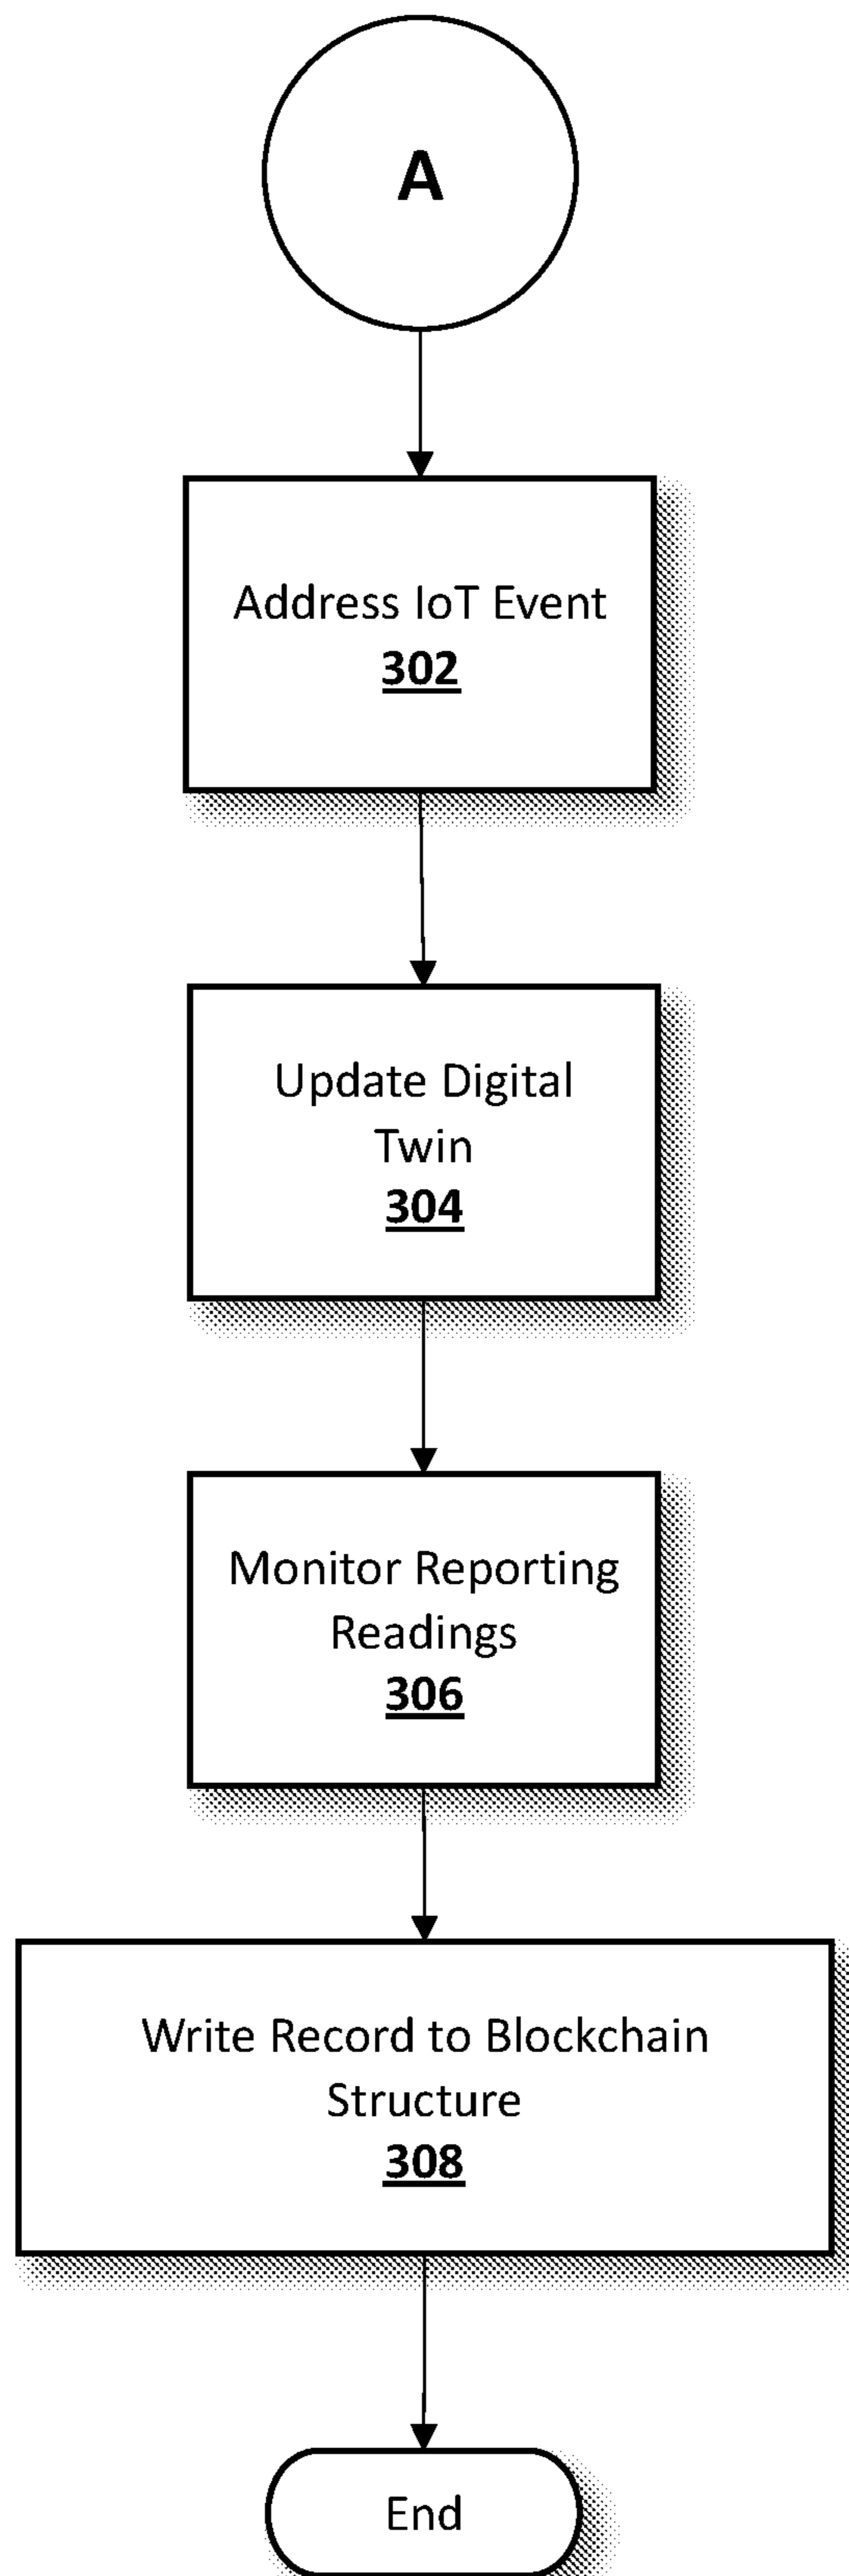 A
Address IoT Event
302
Update Digital
Twin
304
Monitor Reporting
Readings
306
Write Record to Blockchain
Structure
308
End